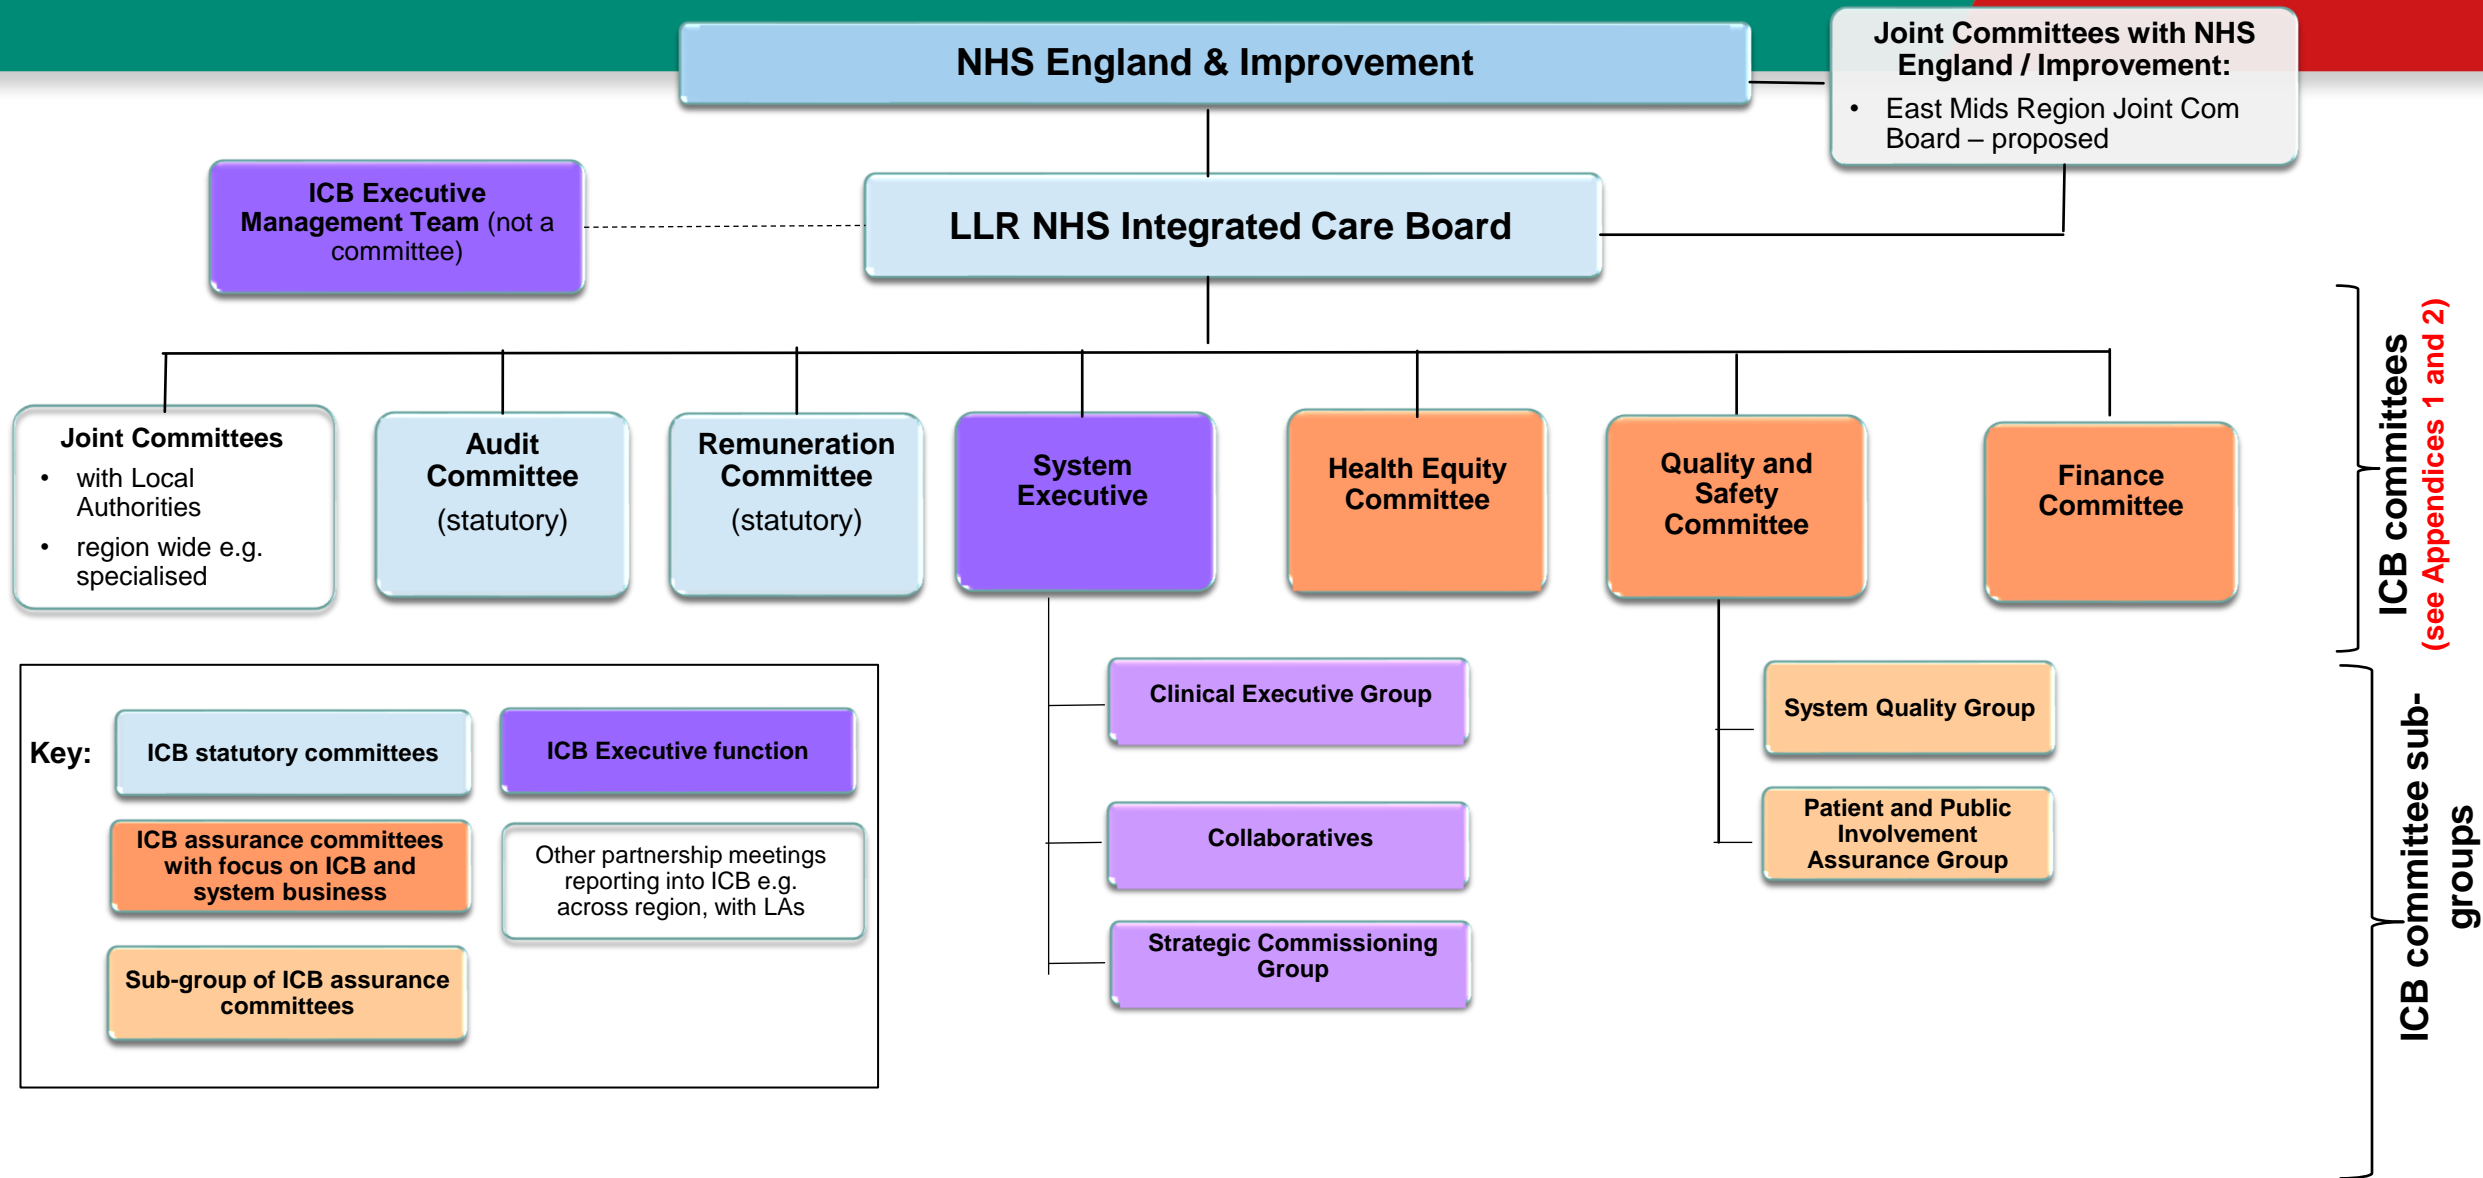 NHS England & Improvement
Joint Committees with NHS
England / Improvement:
• East Mids Region Joint Com
Board – proposed
ICB Executive
Management Team (not a
committee)
LLR NHS Integrated Care Board
Joint Committees
• with Local
Authorities
• region wide e.g.
specialised
Audit
Committee
(statutory)
Remuneration
Committee
(statutory)
System
Executive
Health Equity
Committee
Quality and
Safety
Committee
Finance
Committee
ICB committees
(see Appendices 1 and 2)
Clinical Executive Group
Collaboratives
Strategic Commissioning
Group
System Quality Group
Patient and Public
Involvement
Assurance Group
ICB committee sub-
groups
Key:
ICB statutory committees
ICB Executive function
ICB assurance committees
with focus on ICB and
system business
Other partnership meetings
reporting into ICB e.g.
across region, with LAs
Sub-group of ICB assurance
committees